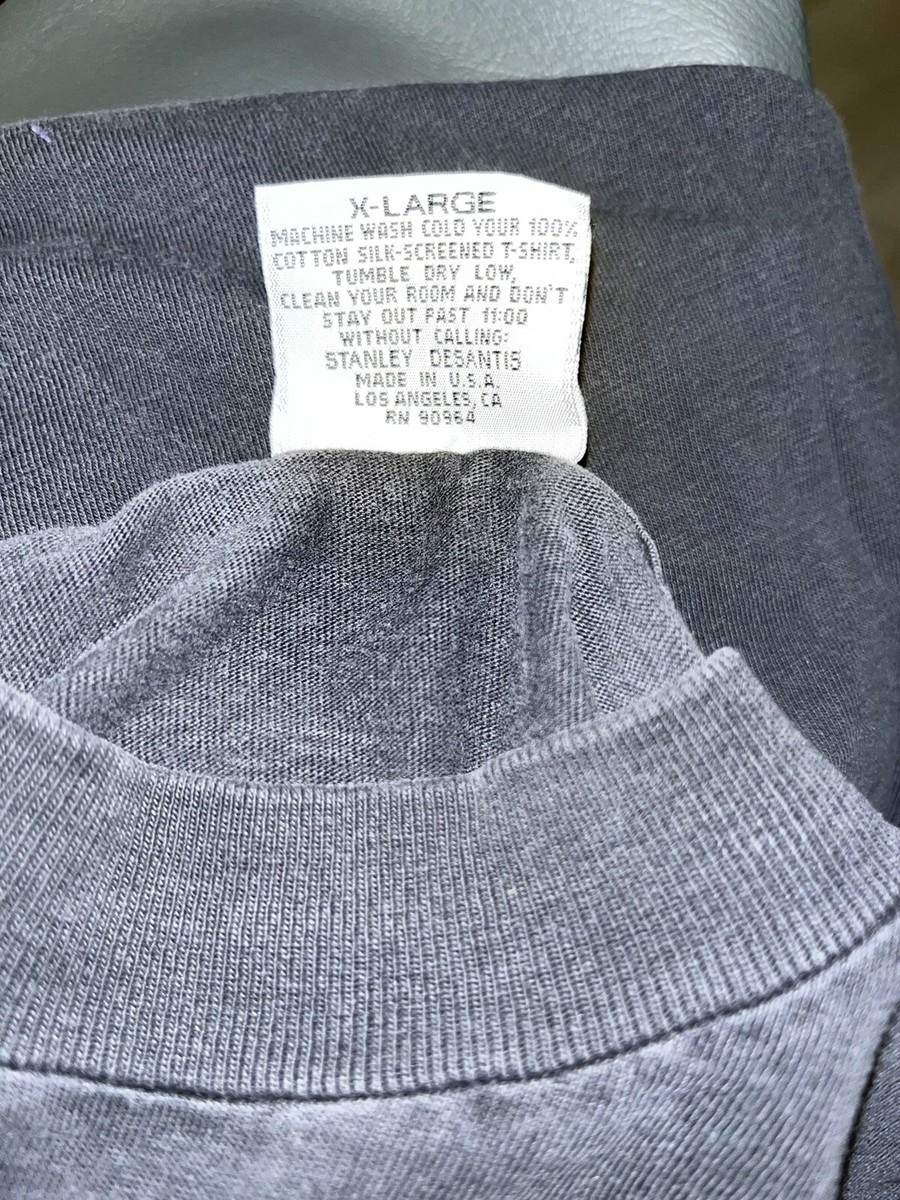 X-LARGE
MACHINE WASH COLD YOUR 100%
COTTON SILK-SCREENED T-SHIRT,
TUMBLE DRY LOW,
CLEAN YOUR ROOM AND DON'T
STAY OUT PAST 11:00
WITHOUT CALLING:
STANLEY DESANTIS
MADE IN U.S.A.
LOS ANGELES, CA
RN 90964